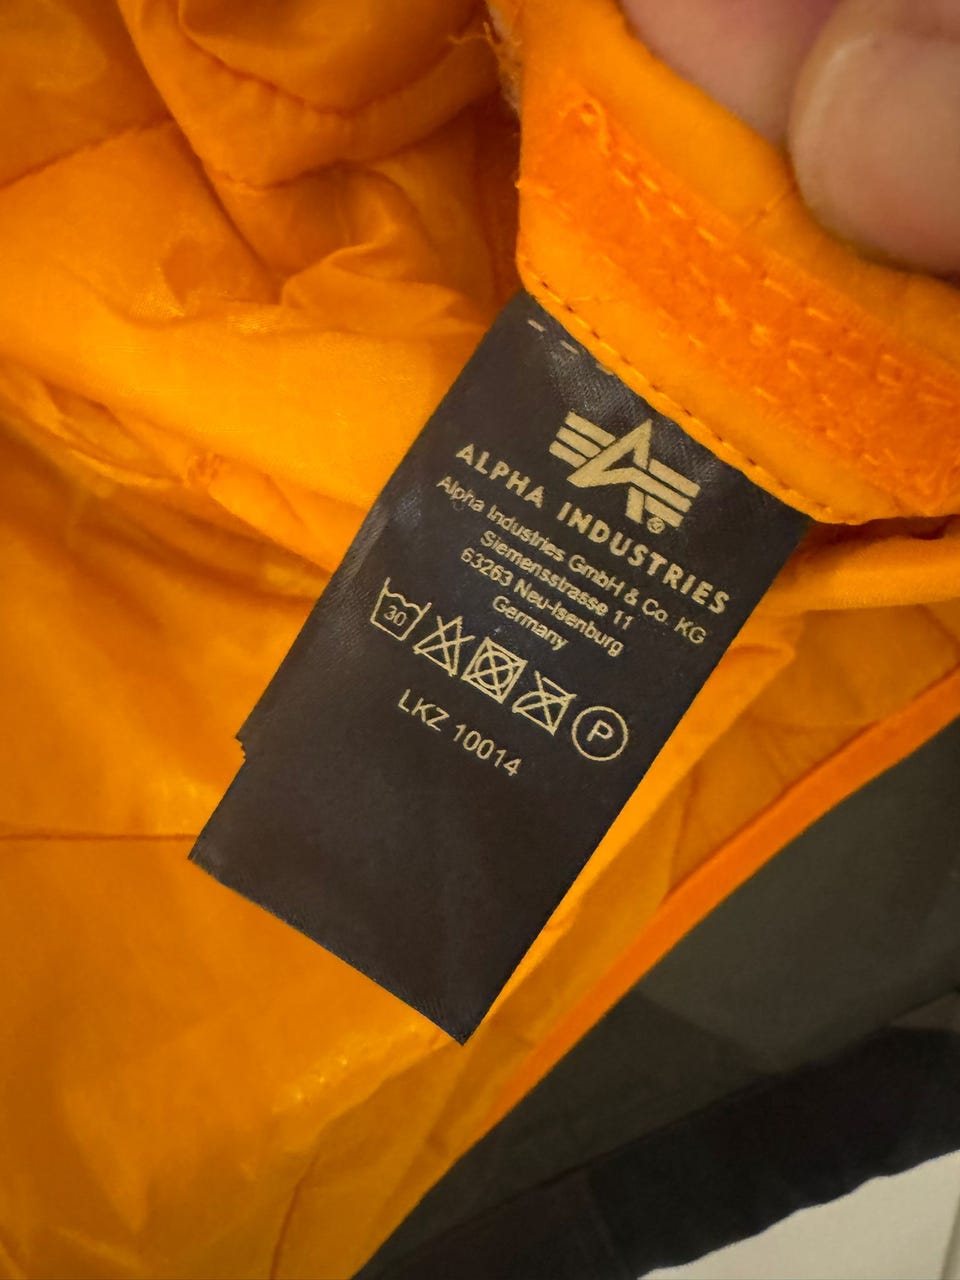 ALPHA INDUSTRIES
Alpha Industries GmbH & Co. KG
Siemensstrasse 11
63263 Neu-Isenburg
Germany
30 P
LKZ 10014